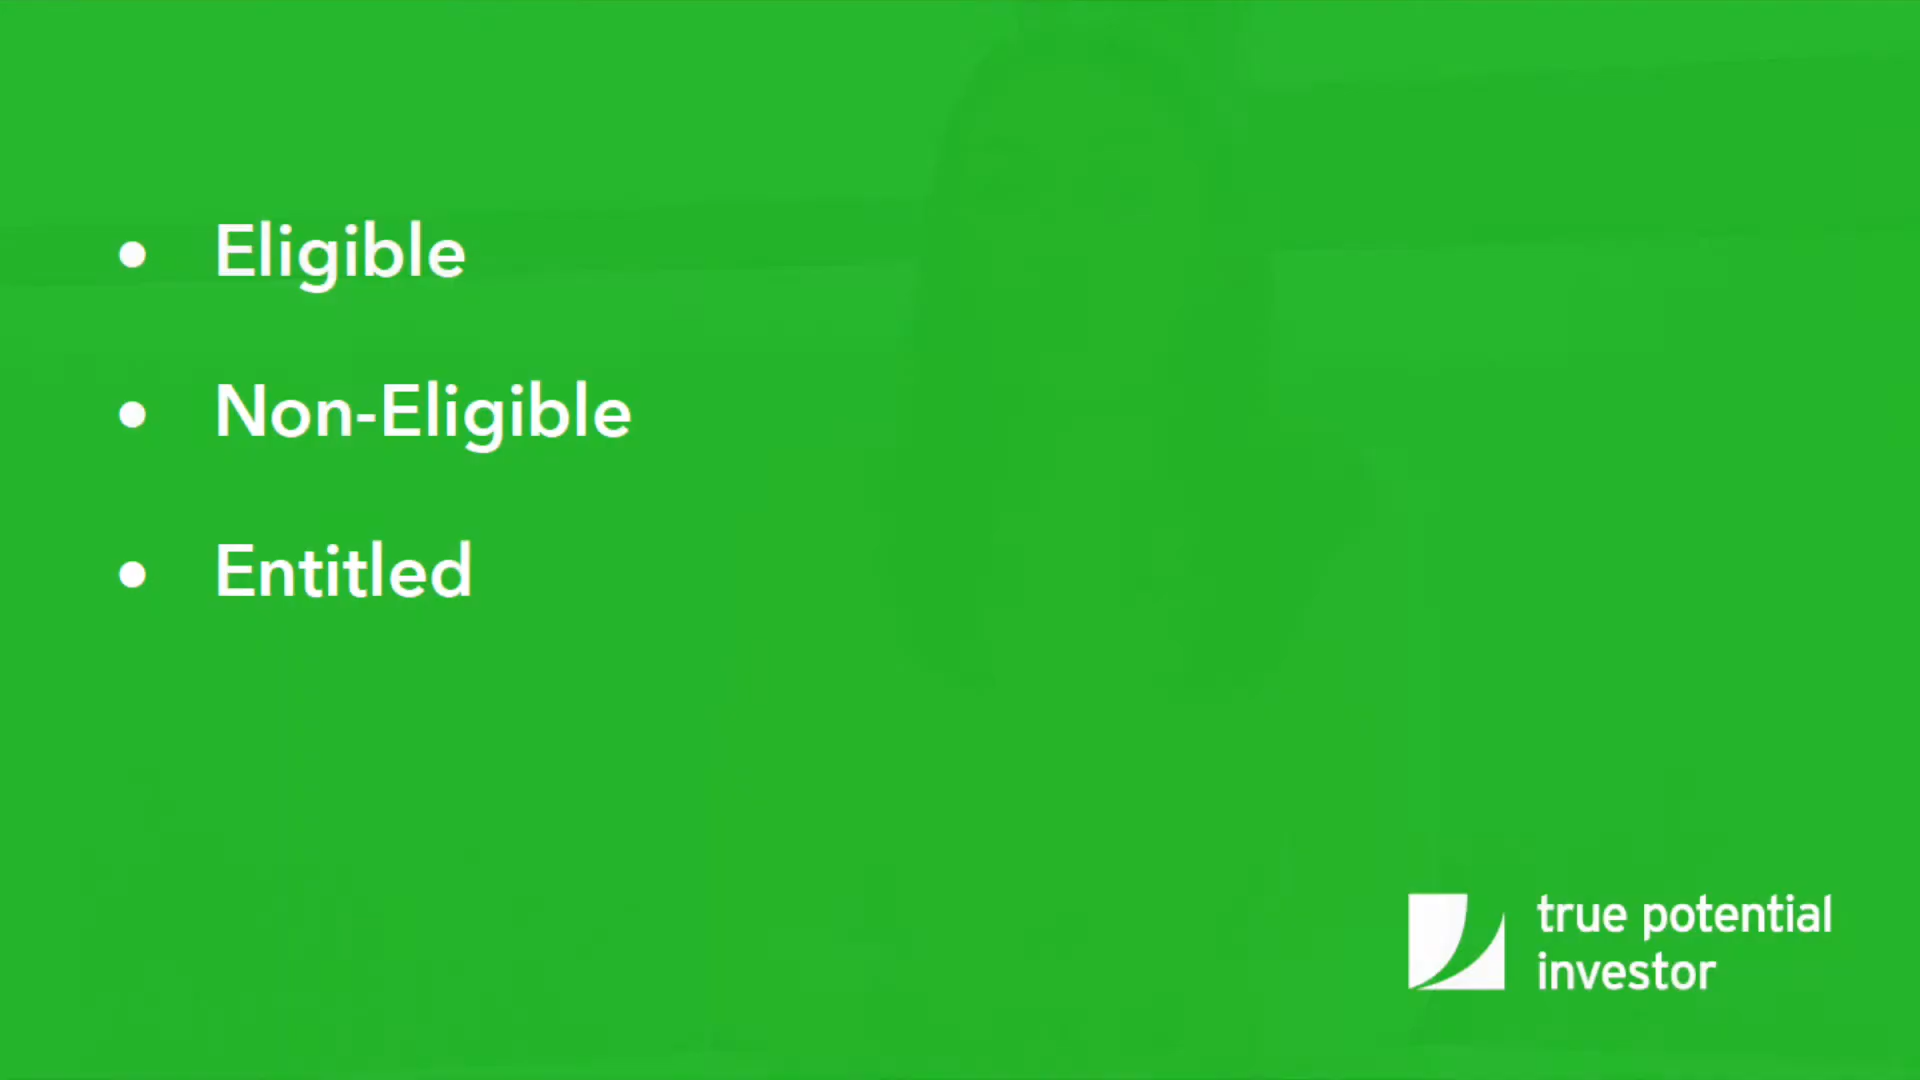 • Eligible
• Non-Eligible
• Entitled
true potential
investor